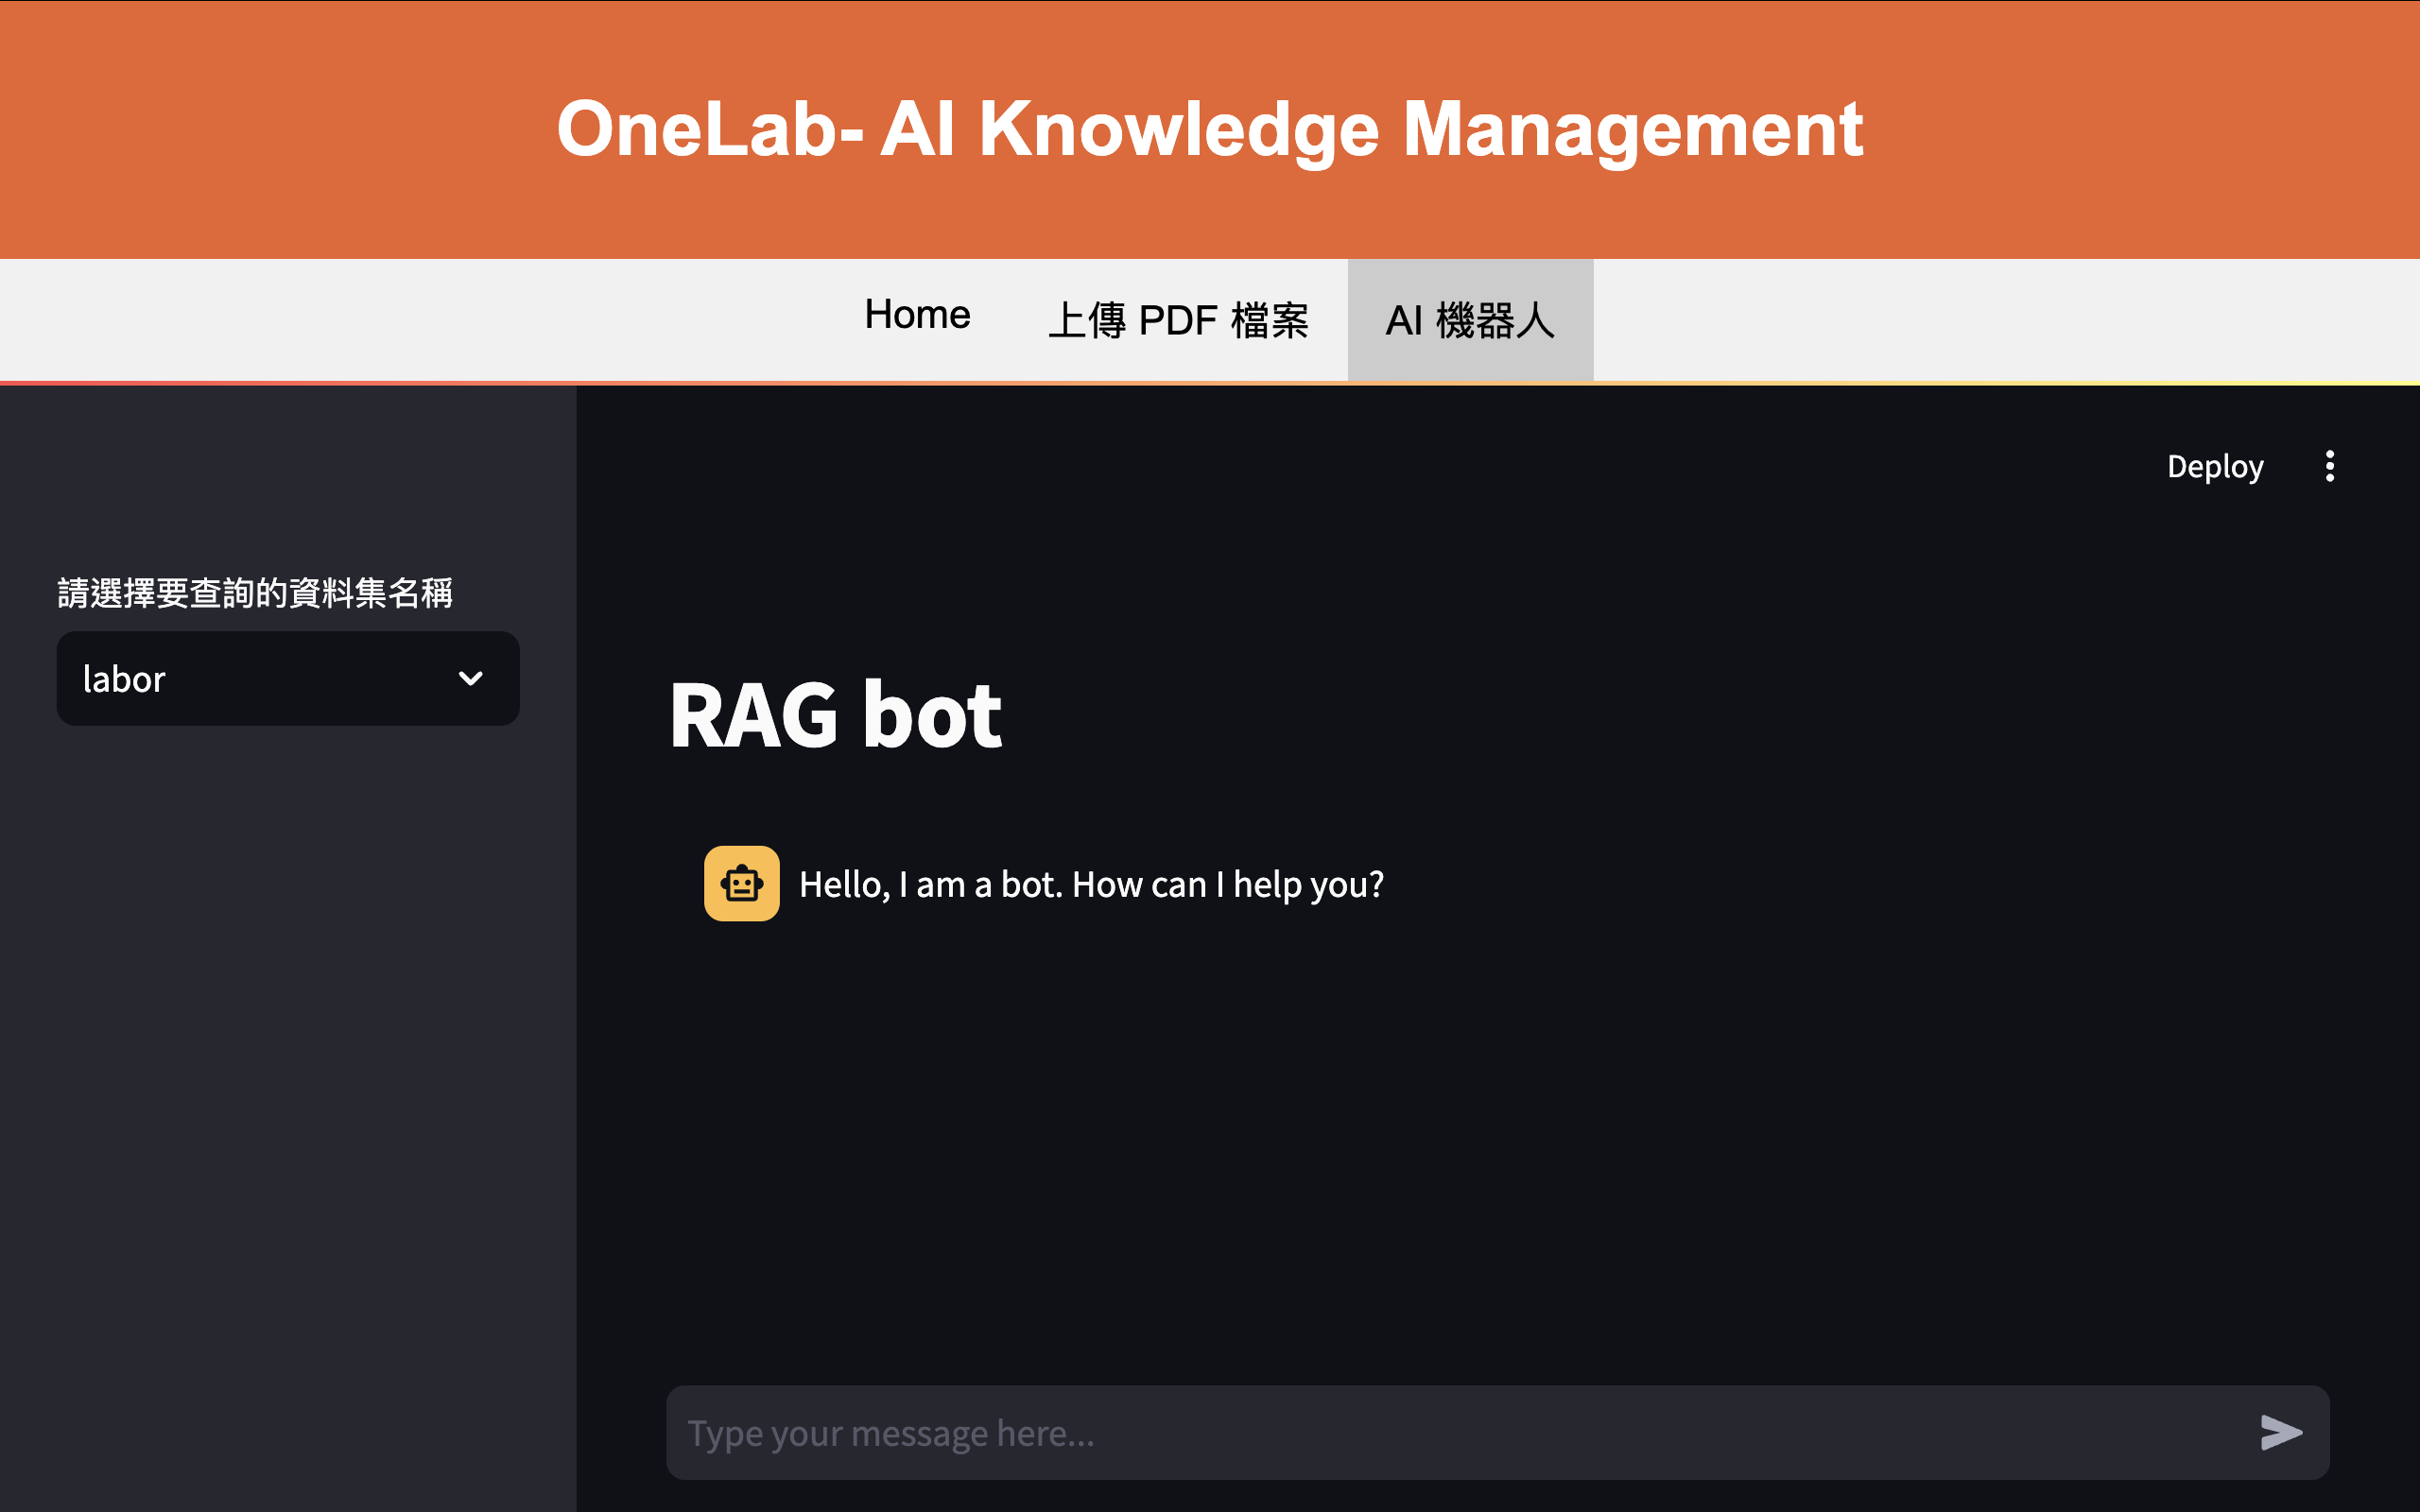 OneLab- AI Knowledge Management
Home 上傳 PDF 檔案 AI 機器人
Deploy
請選擇要查詢的資料集名稱
labor
RAG bot
Hello, I am a bot. How can I help you?
Type your message here...